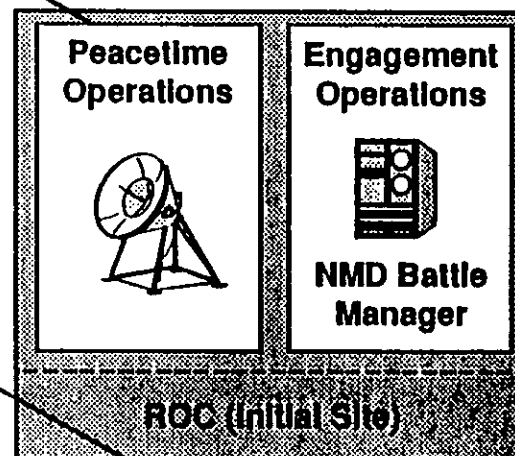 Peacetime
Operations
Engagement
Operations
NMD Battle
Manager
ROC (Initial Site)